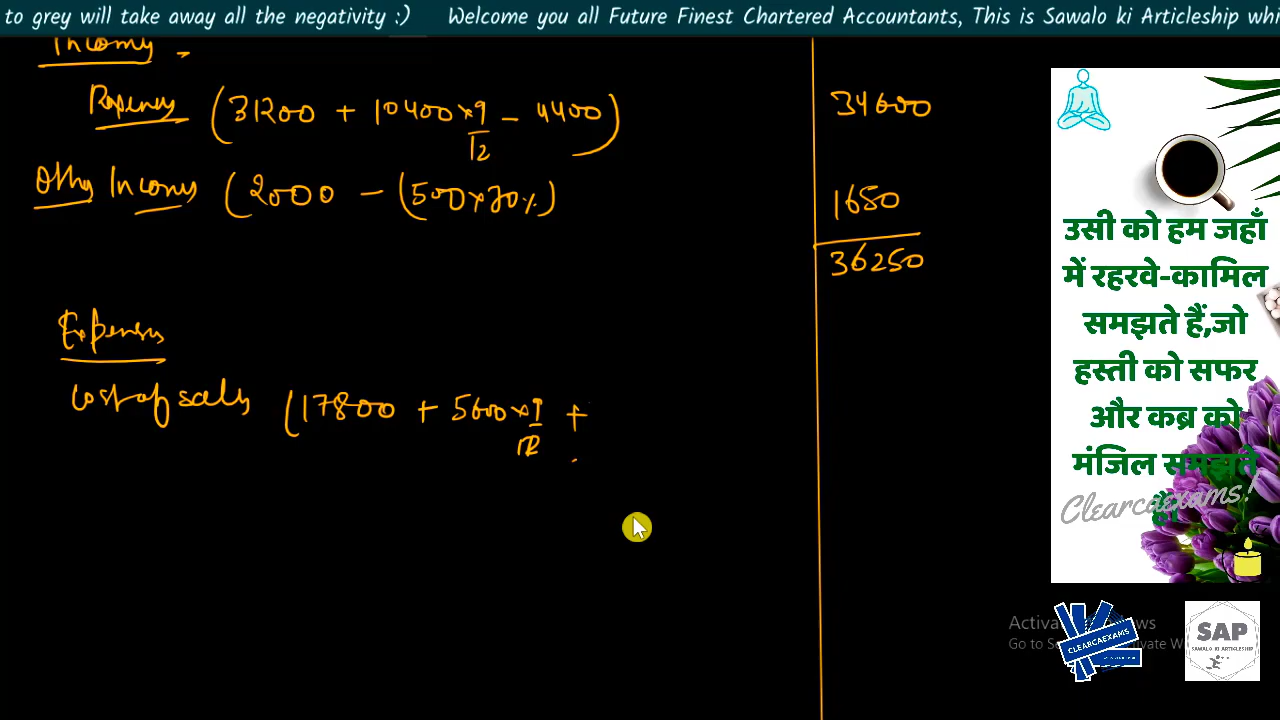 to grey will take away all the negativity :) Welcome you all Future Finest Chartered Accountants, This is Sawalo ki Articleship whi
Income
(31200 + 10400×9/12 - 4400) 34600
Other Income (2000 - (500×70%) 1650
36250
Expenses
Cost of sales (17800 + 5600×9/12 +
उसी को हम जहाँ
में रहरवे-कामिल
समझते हैं,जो
हस्ती को सफर
और कब्र को
मंजिल समझते
हैं।
Clearcaexams!
Go to
CLEARCAEXAMS
SAP
SAWALO KI ARTICLESHIP